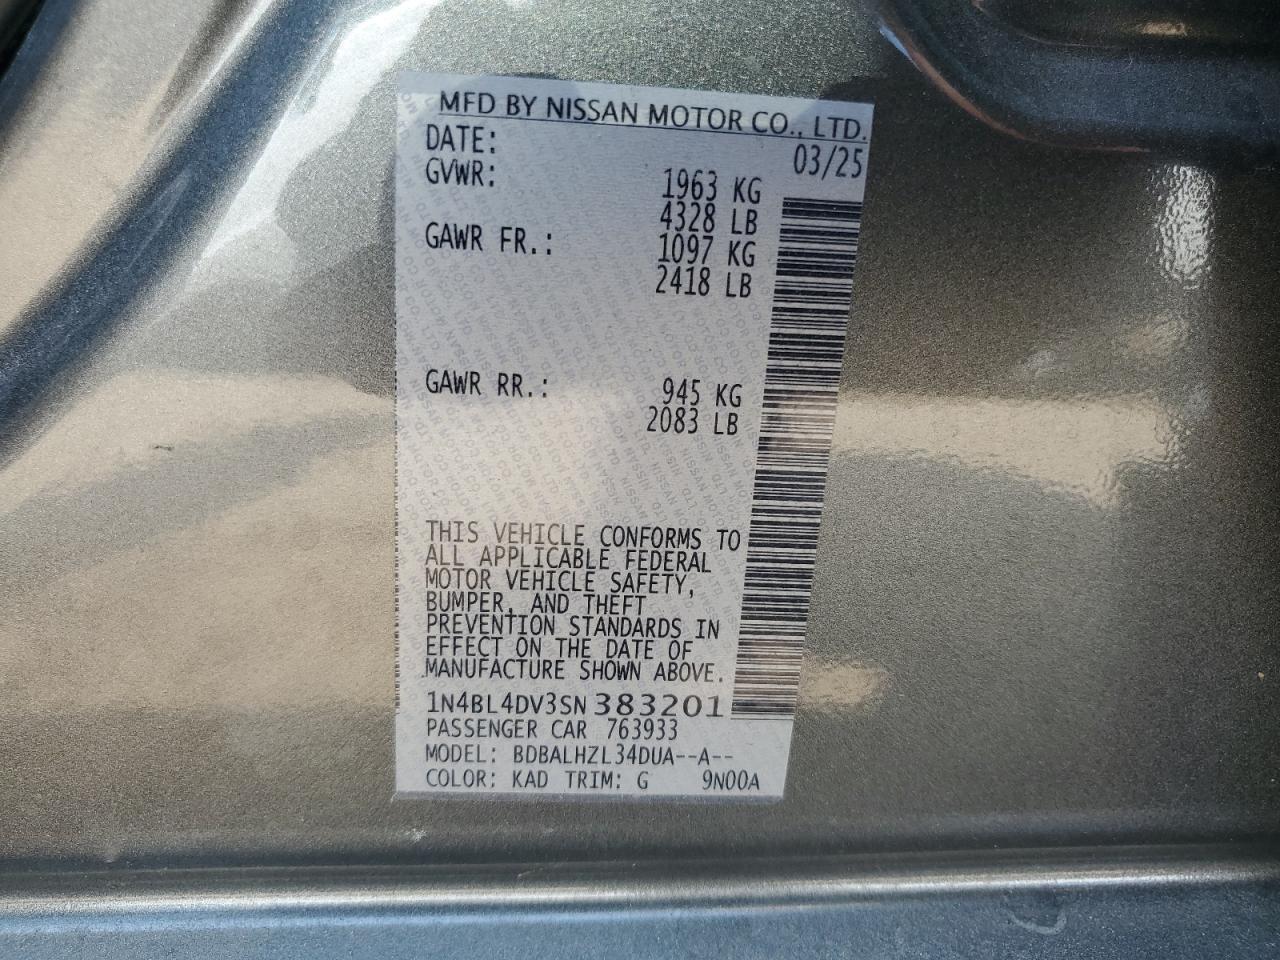 MFD BY NISSAN MOTOR CO., LTD.
DATE: 03/25
GVWR: 1963 KG
4328 LB
GAWR FR.: 1097 KG
2418 LB
GAWR RR.: 945 KG
2083 LB
THIS VEHICLE CONFORMS TO
ALL APPLICABLE FEDERAL
MOTOR VEHICLE SAFETY,
BUMPER, AND THEFT
PREVENTION STANDARDS IN
EFFECT ON THE DATE OF
MANUFACTURE SHOWN ABOVE.
1N4BL4DV3SN383201
PASSENGER CAR 763933
MODEL: BDBALHZL34DUA--A--
COLOR: KAD TRIM: G 9N00A